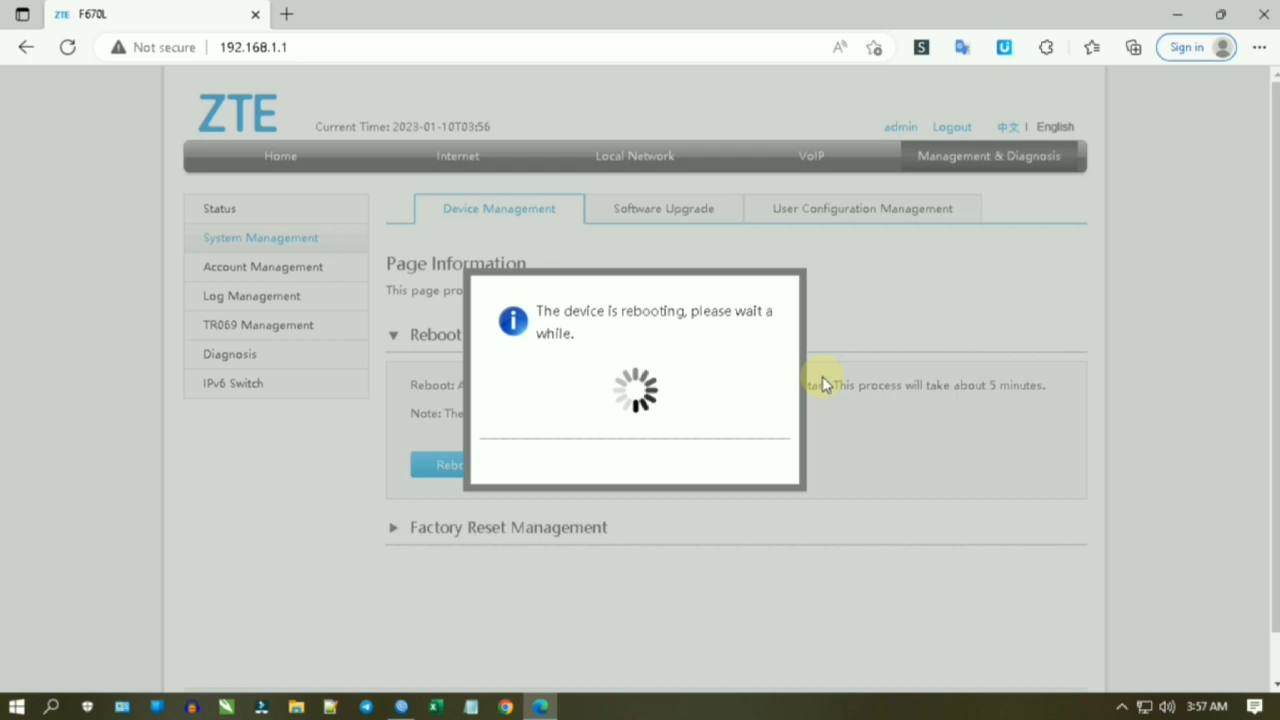 ZTE F670L
Not secure 192.168.1.1
Sign in
ZTE
Current Time: 2023-01-10T03:56
admin Logout 中文 | English
Home Internet Local Network VoIP Management & Diagnosis
Status
System Management
Account Management
Log Management
TR069 Management
Diagnosis
IPv6 Switch
Device Management Software Upgrade User Configuration Management
Page Information
This page pro
Reboot
Reboot: A
This process will take about 5 minutes.
Note: The
Rebo
The device is rebooting, please wait a
while.
Factory Reset Management
3:57 AM